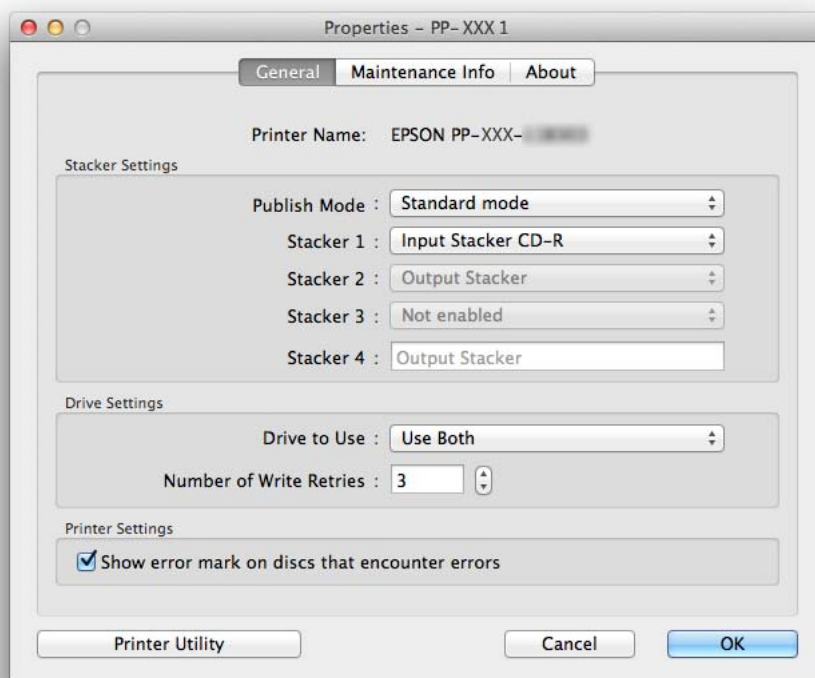 Properties – PP-XXX 1
General Maintenance Info About
Printer Name: EPSON PP-XXX-
Stacker Settings
Publish Mode : Standard mode
Stacker 1 : Input Stacker CD-R
Stacker 2 : Output Stacker
Stacker 3 : Not enabled
Stacker 4 : Output Stacker
Drive Settings
Drive to Use : Use Both
Number of Write Retries : 3
Printer Settings
Show error mark on discs that encounter errors
Printer Utility Cancel OK